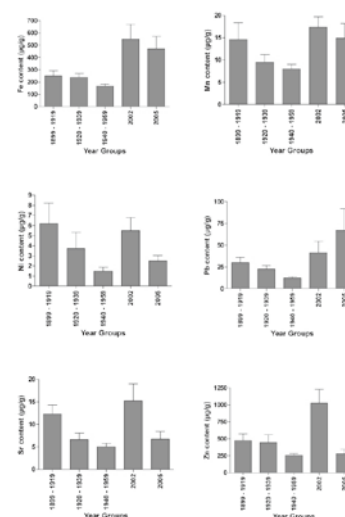 Fe content (µg/g)
700
600
500
400
300
200
100
0
1899 - 1919
1920 - 1939
1940 - 1959
2002
2006
Year Groups
Mn content (µg/g)
20
15
10
5
0
1899 - 1919
1920 - 1939
1940 - 1959
2002
2006
Year Groups
Ni content (µg/g)
9
8
7
6
5
4
3
2
1
0
1899 - 1919
1920 - 1939
1940 - 1959
2002
2006
Year Groups
Pb content (µg/g)
100
75
50
25
0
1899 - 1919
1920 - 1939
1940 - 1959
2002
2006
Year Groups
Sr content (µg/g)
20
15
10
5
0
1899 - 1919
1920 - 1939
1940 - 1959
2002
2006
Year Groups
Zn content (µg/g)
1250
1000
750
500
250
0
1899 - 1919
1920 - 1939
1940 - 1959
2002
Year Groups